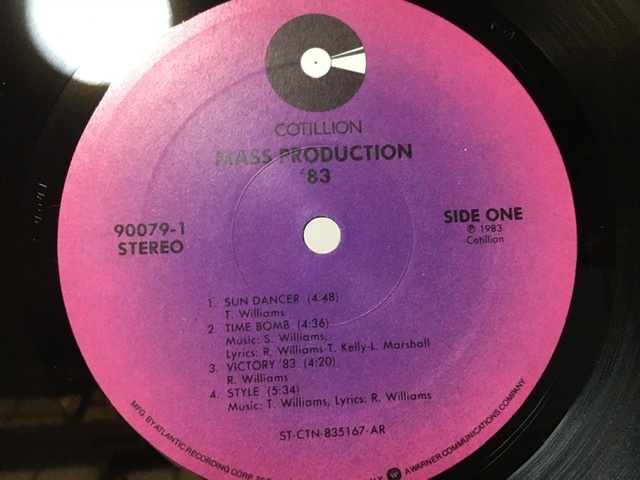 COTILLION
MASS PRODUCTION
'83
90079-1
STEREO
SIDE ONE
℗ 1983
Cotillion
1. SUN DANCER (4:48)
T. Williams
2. TIME BOMB (4:36)
Music: S. Williams,
Lyrics: R. Williams-T. Kelly-L. Marshall
3. VICTORY '83 (4:20)
R. Williams
4. STYLE (5:34)
Music: T. Williams, Lyrics: R. Williams
ST-CTN-835167-AR
MFG. BY ATLANTIC RECORDING CORP. 75
A WARNER COMMUNICATIONS COMPANY